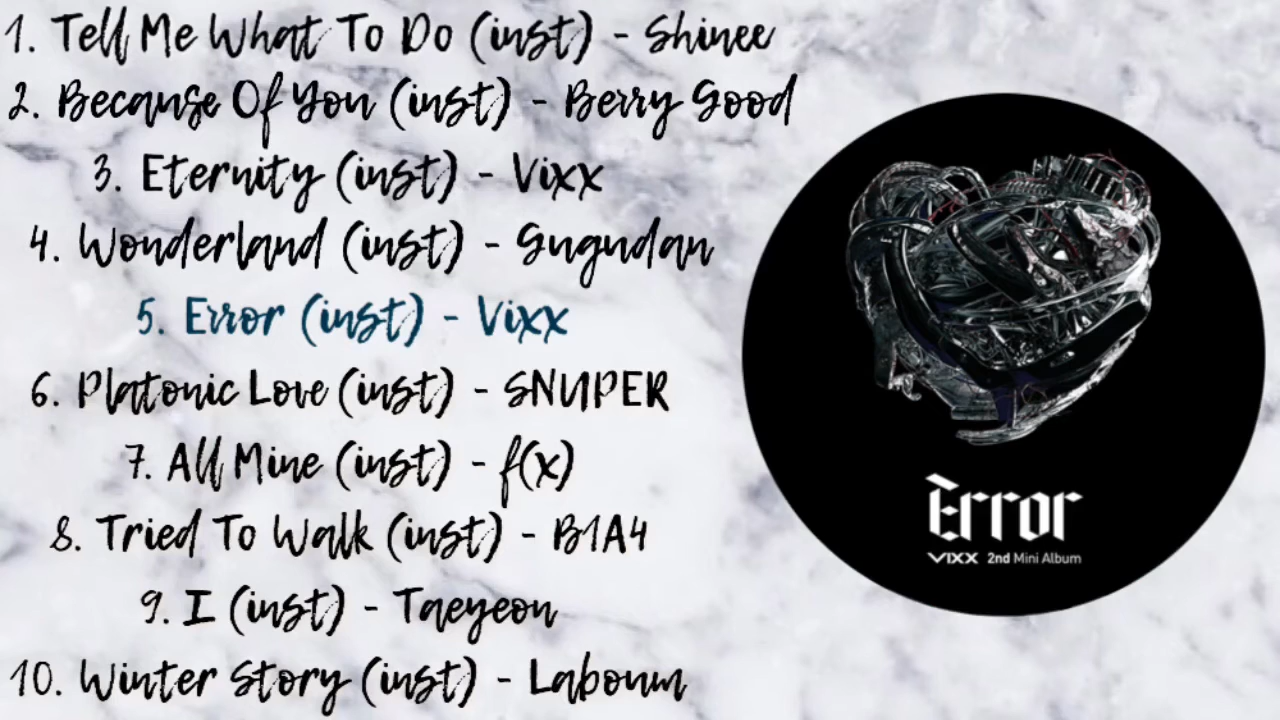 1. Tell Me What To Do (inst) - Shinee
2. Because Of You (inst) - Berry Good
3. Eternity (inst) - Vixx
4. Wonderland (inst) - Gugudan
5. Error (inst) - Vixx
6. Platonic Love (inst) - SNUPER
7. All Mine (inst) - f(x)
8. Tried To Walk (inst) - B1A4
9. I (inst) - Taeyeon
10. Winter Story (inst) - Laboum
Error
VIXX 2nd Mini Album